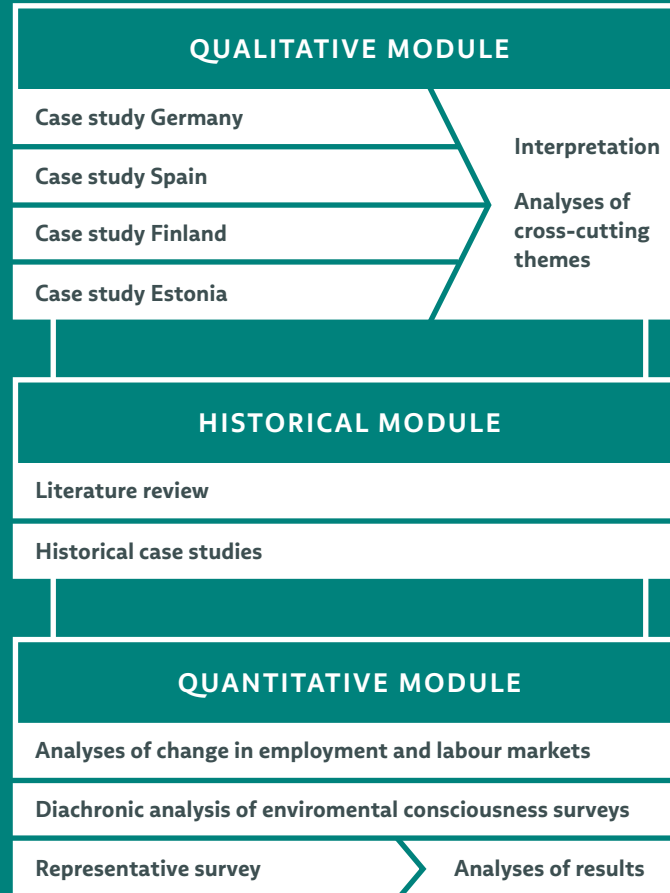 QUALITATIVE MODULE
Case study Germany
Case study Spain
Case study Finland
Case study Estonia
Interpretation
Analyses of
cross-cutting
themes
HISTORICAL MODULE
Literature review
Historical case studies
QUANTITATIVE MODULE
Analyses of change in employment and labour markets
Diachronic analysis of enviromental consciousness surveys
Representative survey
Analyses of results